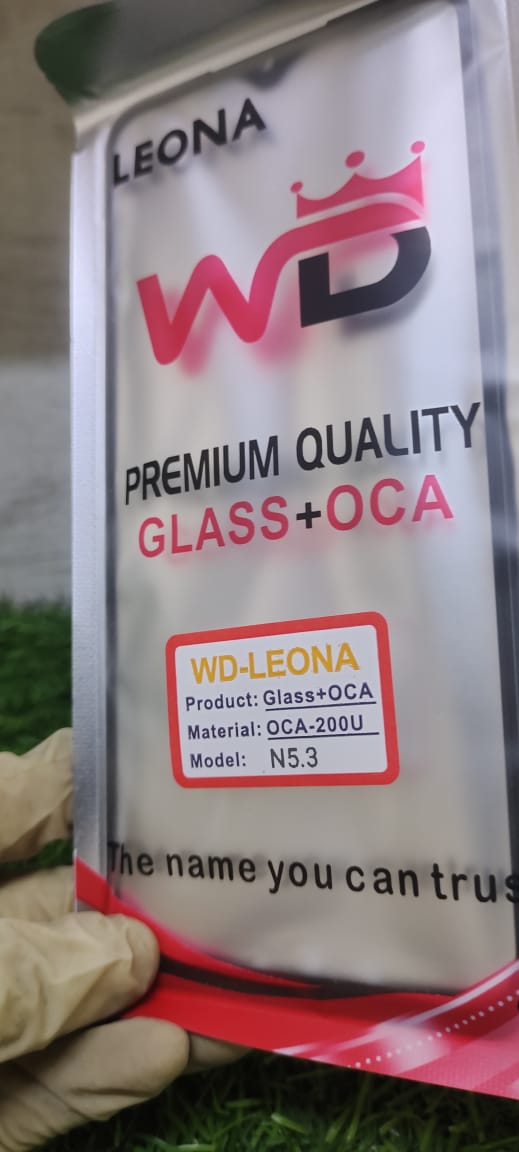 LEONA
WD
PREMIUM QUALITY
GLASS+OCA
WD-LEONA
Product: Glass+OCA
Material: OCA-200U
Model: N5.3
The name you can trus